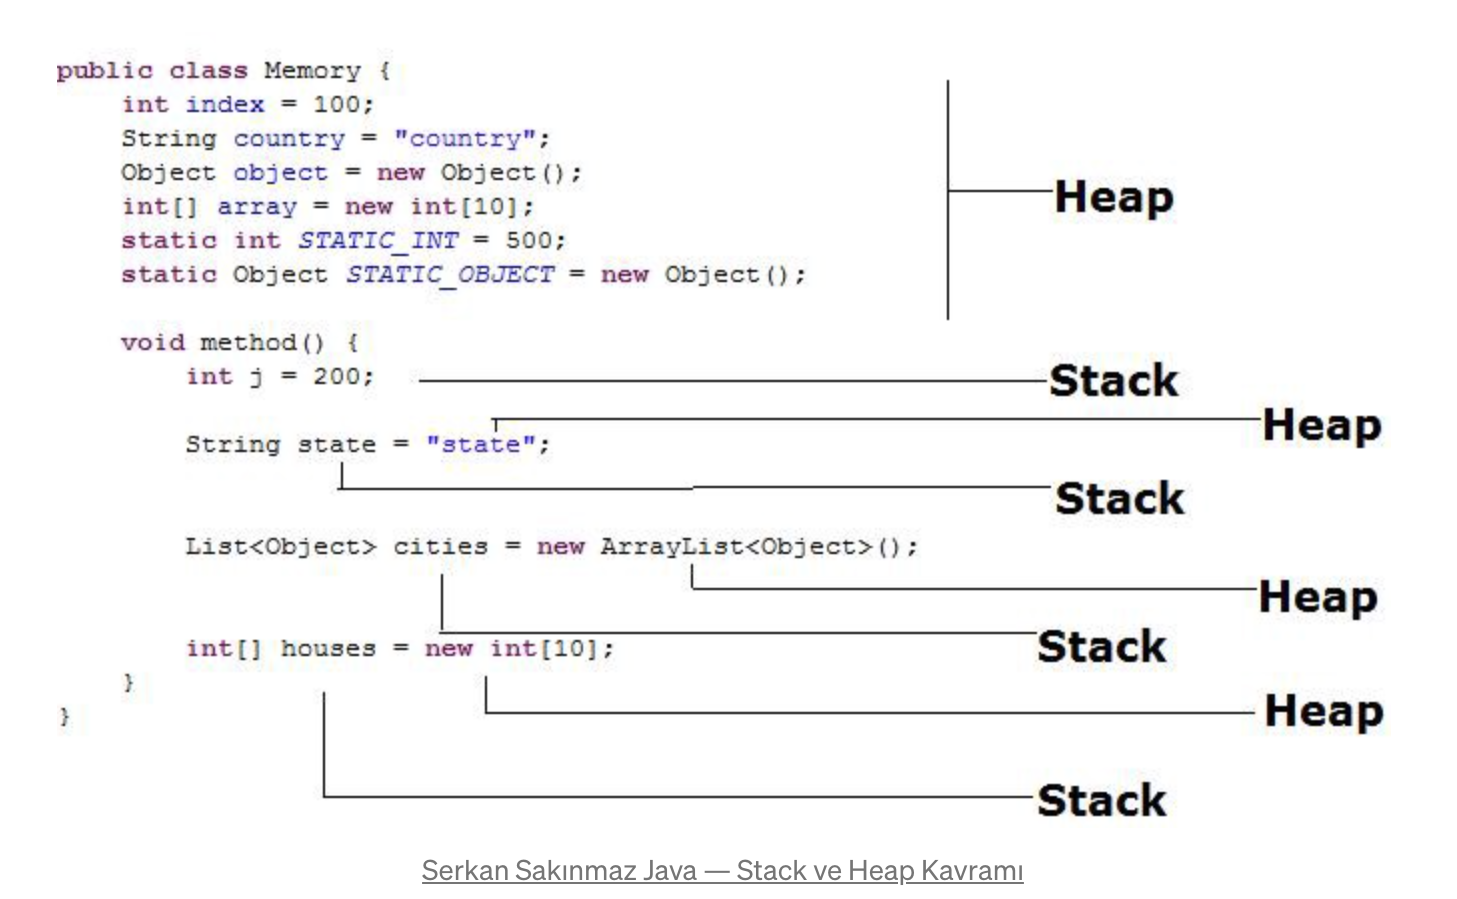 public class Memory {
int index = 100;
String country = "country";
Object object = new Object();
int[] array = new int[10];
static int STATIC_INT = 500;
static Object STATIC_OBJECT = new Object();
Heap
void method() {
int j = 200;
Stack
Heap
String state = "state";
Stack
List<Object> cities = new ArrayList<Object>();
Heap
Stack
int[] houses = new int[10];
}
Heap
}
Stack
Serkan Sakınmaz Java — Stack ve Heap Kavramı